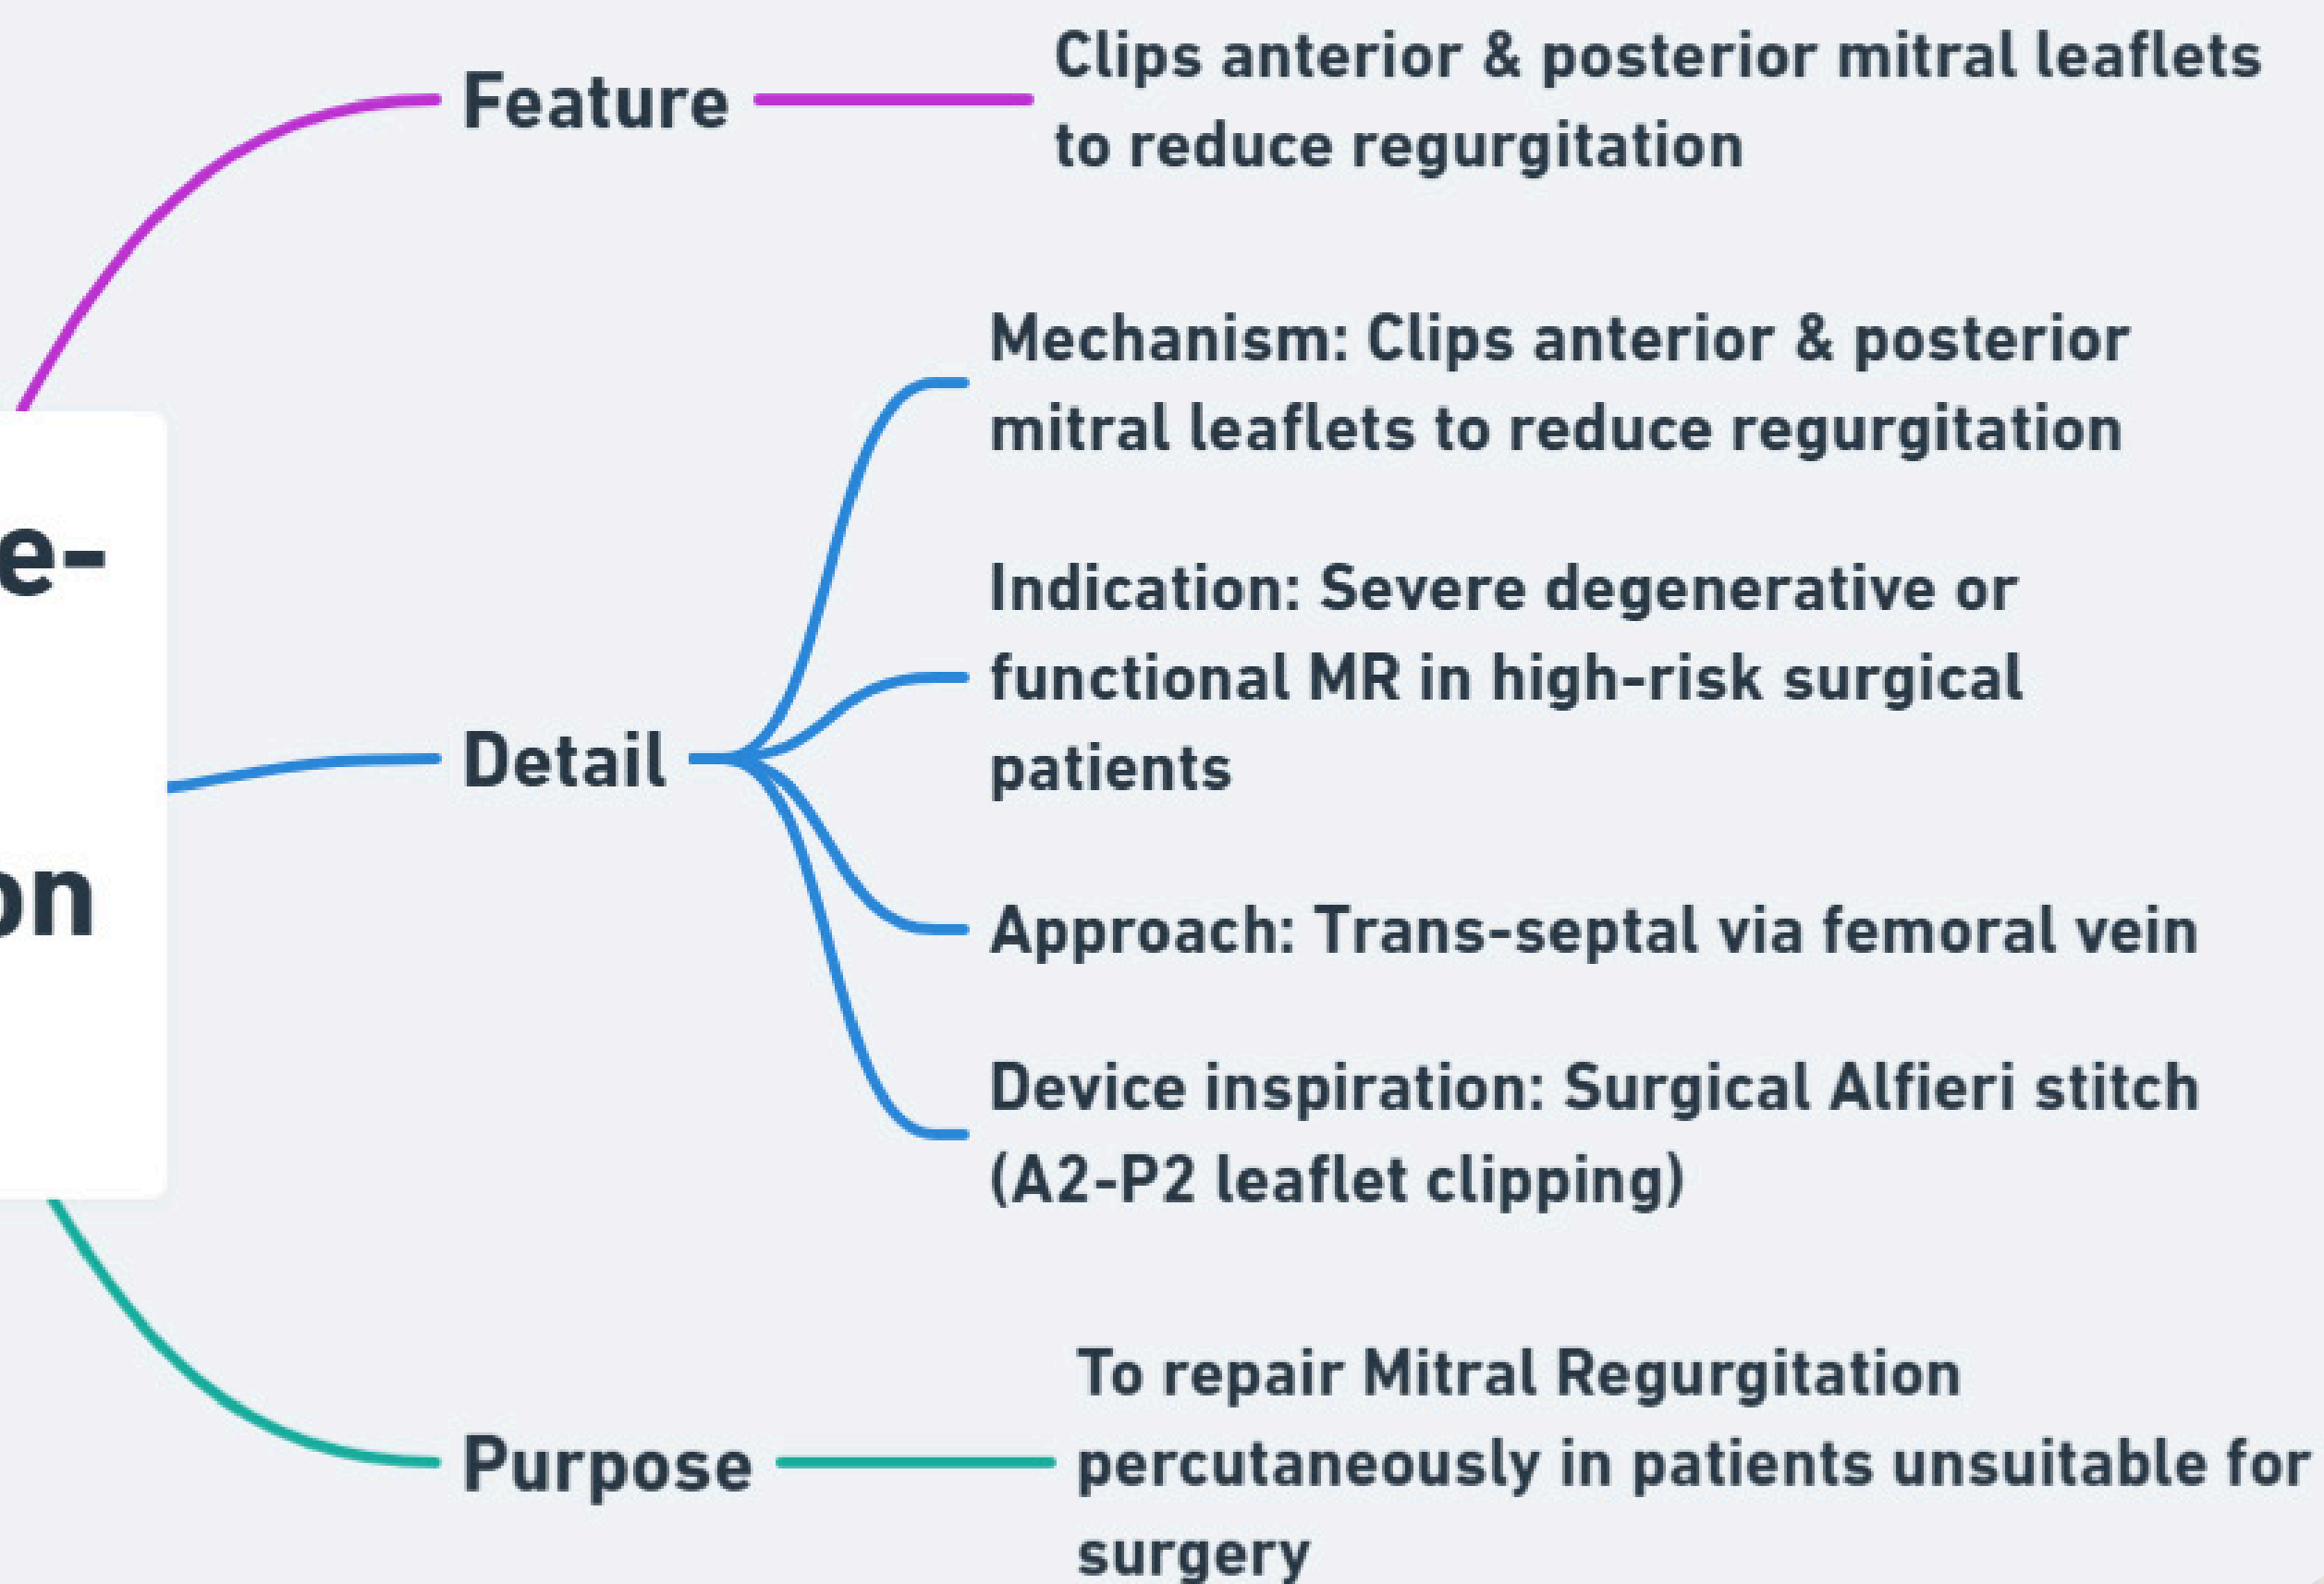 Feature
Clips anterior & posterior mitral leaflets
to reduce regurgitation
Mechanism: Clips anterior & posterior
mitral leaflets to reduce regurgitation
Indication: Severe degenerative or
functional MR in high-risk surgical
patients
Detail
Approach: Trans-septal via femoral vein
Device inspiration: Surgical Alfieri stitch
(A2-P2 leaflet clipping)
Purpose
To repair Mitral Regurgitation
percutaneously in patients unsuitable for
surgery